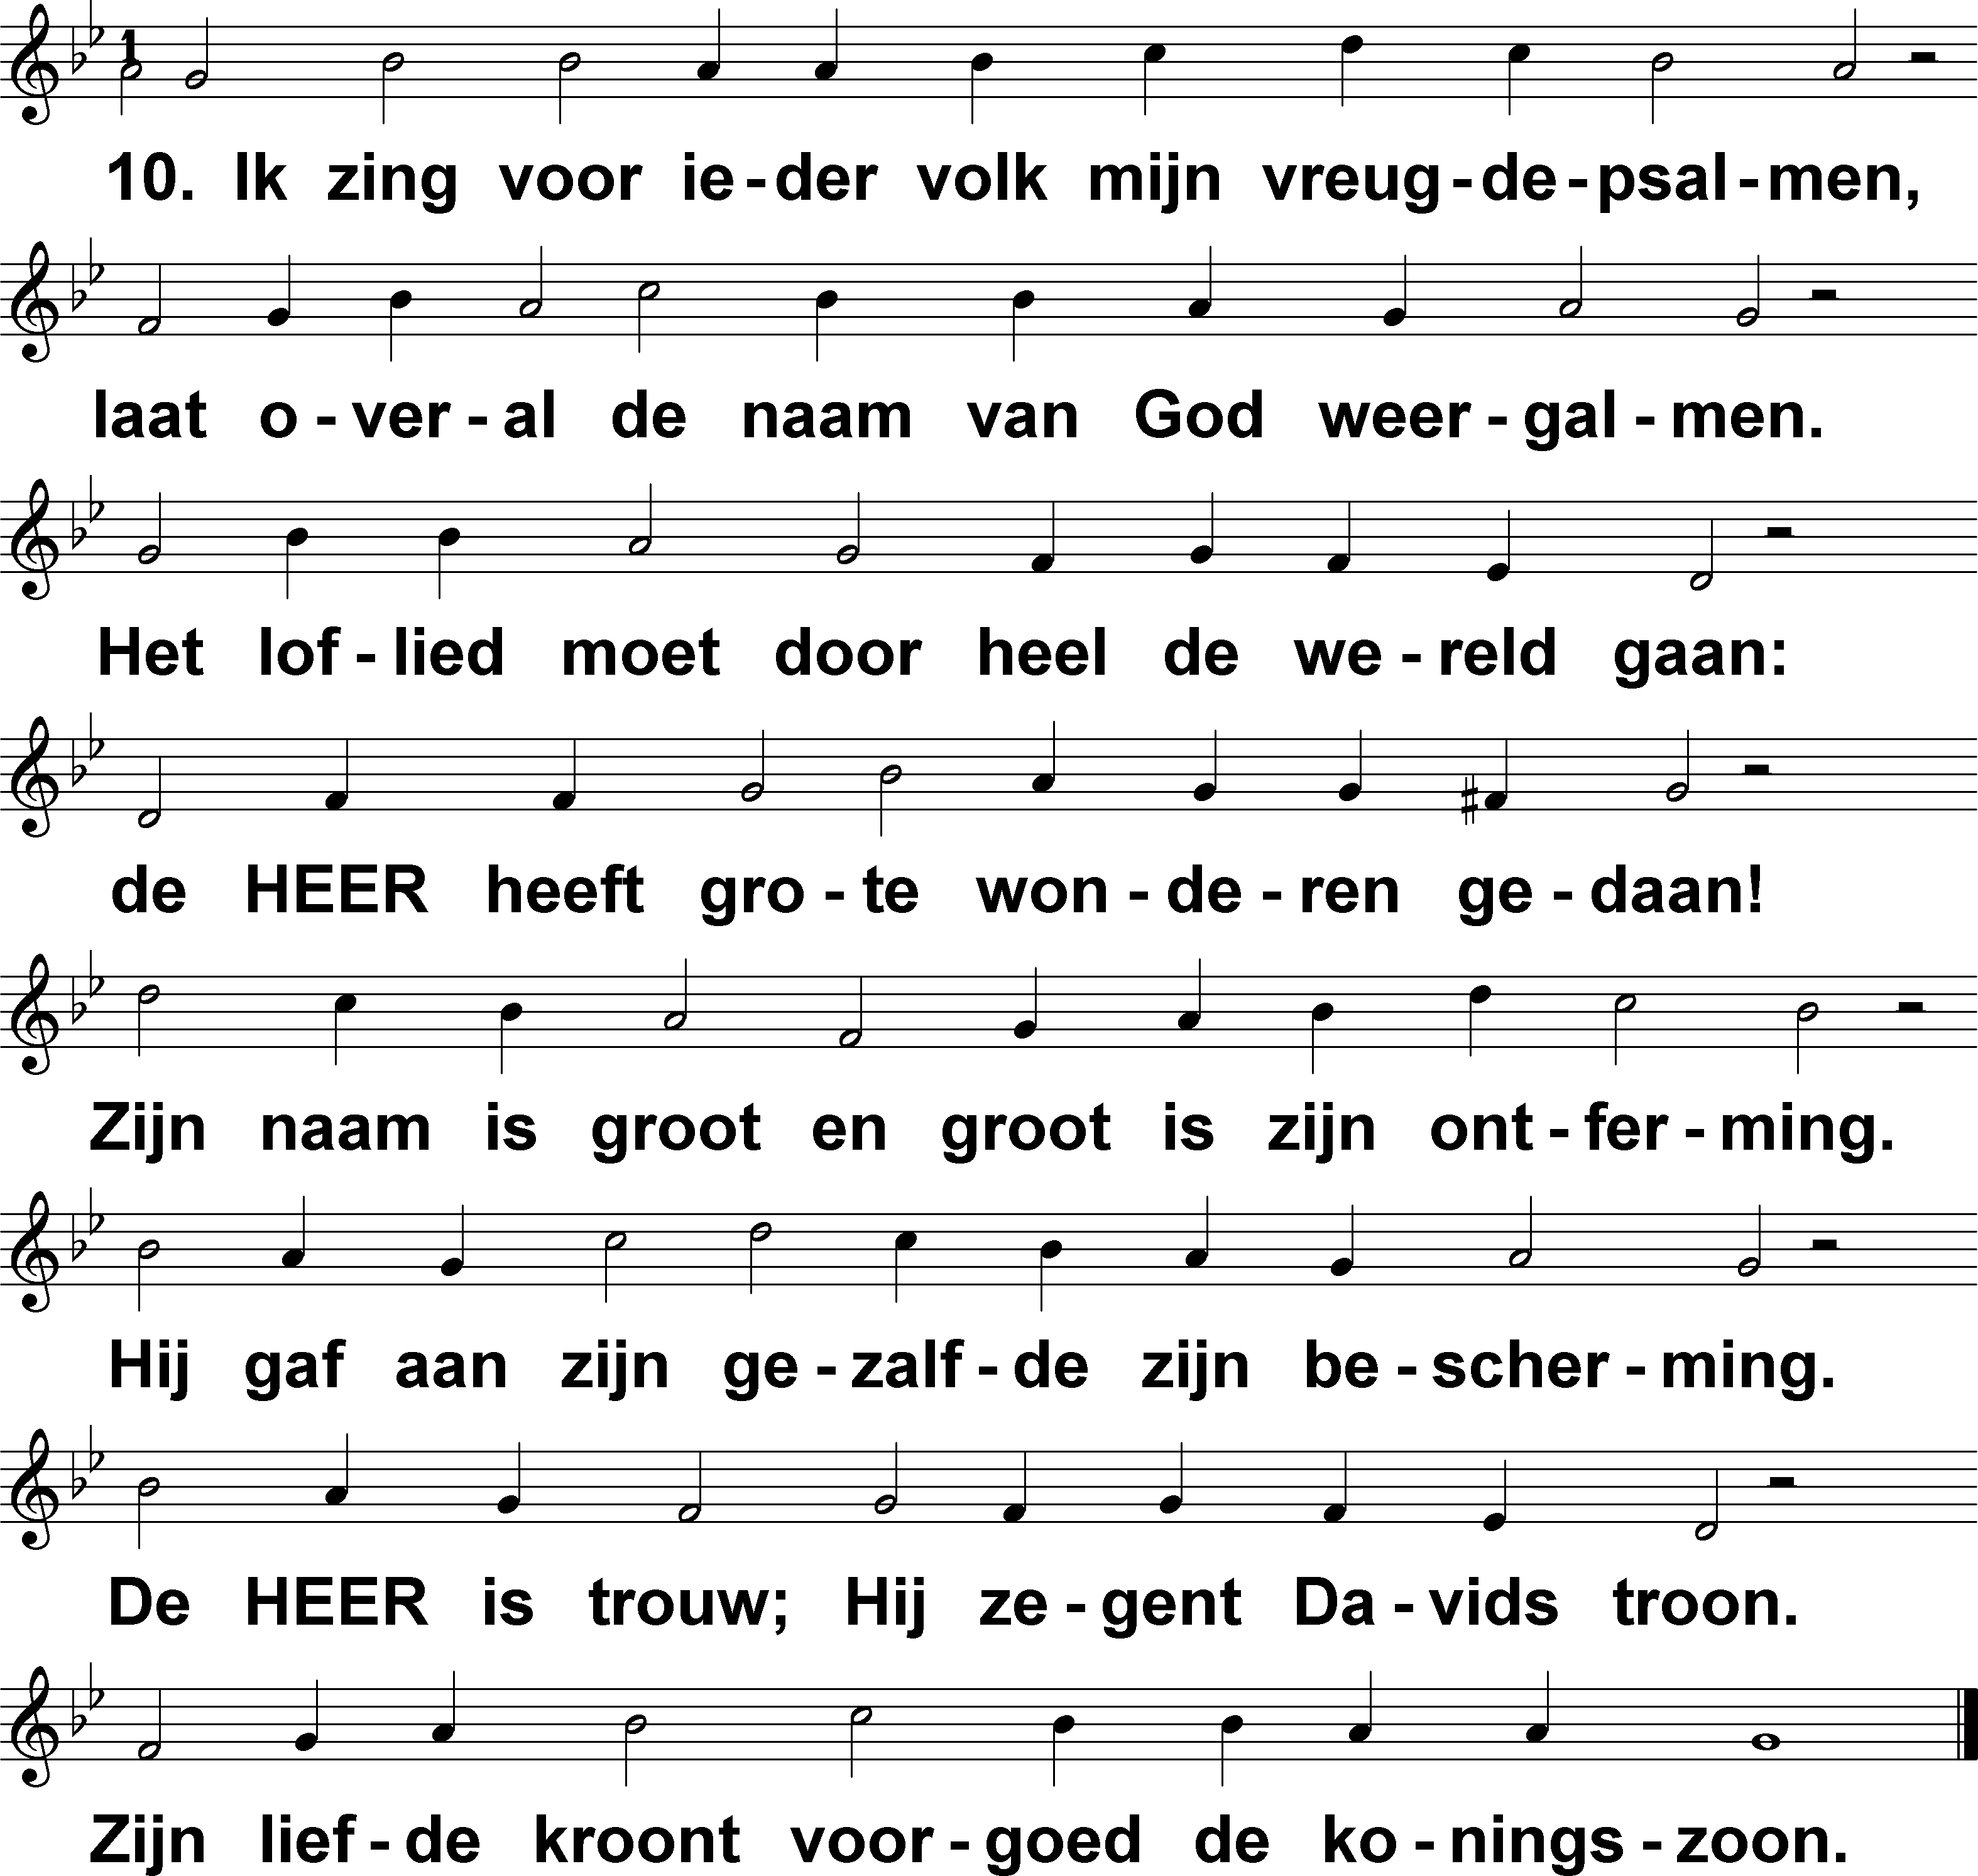 10. Ik zing voor ie-der volk mijn vreug-de-psal-men,
laat o-ver-al de naam van God weer-gal-men.
Het lof-lied moet door heel de we-reld gaan:
de HEER heeft gro-te won-de-ren ge-daan!
Zijn naam is groot en groot is zijn ont-fer-ming.
Hij gaf aan zijn ge-zalf-de zijn be-scher-ming.
De HEER is trouw; Hij ze-gent Da-vids troon.
Zijn lief-de kroont voor-goed de ko-nings-zoon.